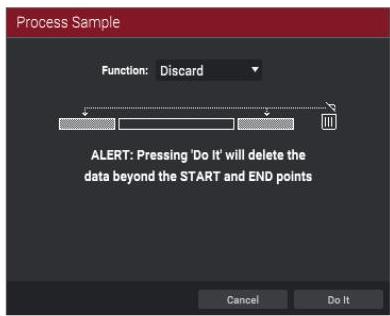 Process Sample
Function: Discard
ALERT: Pressing 'Do It' will delete the
data beyond the START and END points
Cancel Do It